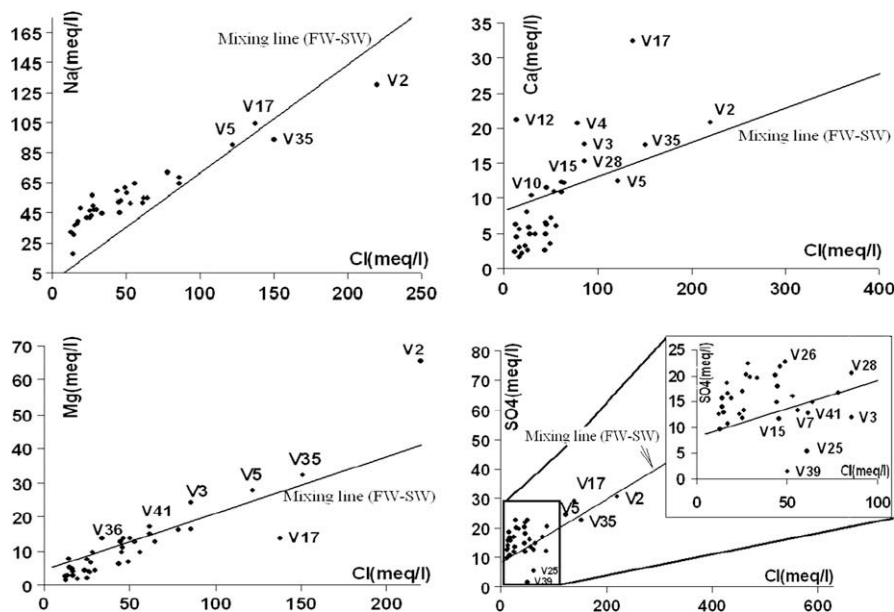 Na(meq/l)
175
165
145
125
105
85
65
45
25
5
Mixing line (FW-SW)
V2
V17
V5
V35
Cl(meq/l)
0
50
100
150
200
250
Ca(meq/l)
35
30
25
20
15
10
5
0
V17
V12
V4
V2
V3
V35
V28
Mixing line (FW-SW)
V15
V10
V5
Cl(meq/l)
0
100
200
300
400
Mg(meq/l)
70
60
50
40
30
20
10
0
V2
V35
V5
V3
Mixing line (FW-SW)
V41
V36
V17
Cl(meq/l)
0
50
100
150
200
SO4(meq/l)
80
70
60
50
40
30
20
10
0
Mixing line (FW-SW)
V17
V5
V2
V35
V25
V39
Cl(meq/l)
0
200
400
600
SO4(meq/l)
25
20
15
10
5
0
V26
V28
V41
V7
V15
V3
V25
V39
Cl(meq/l)
0
50
100